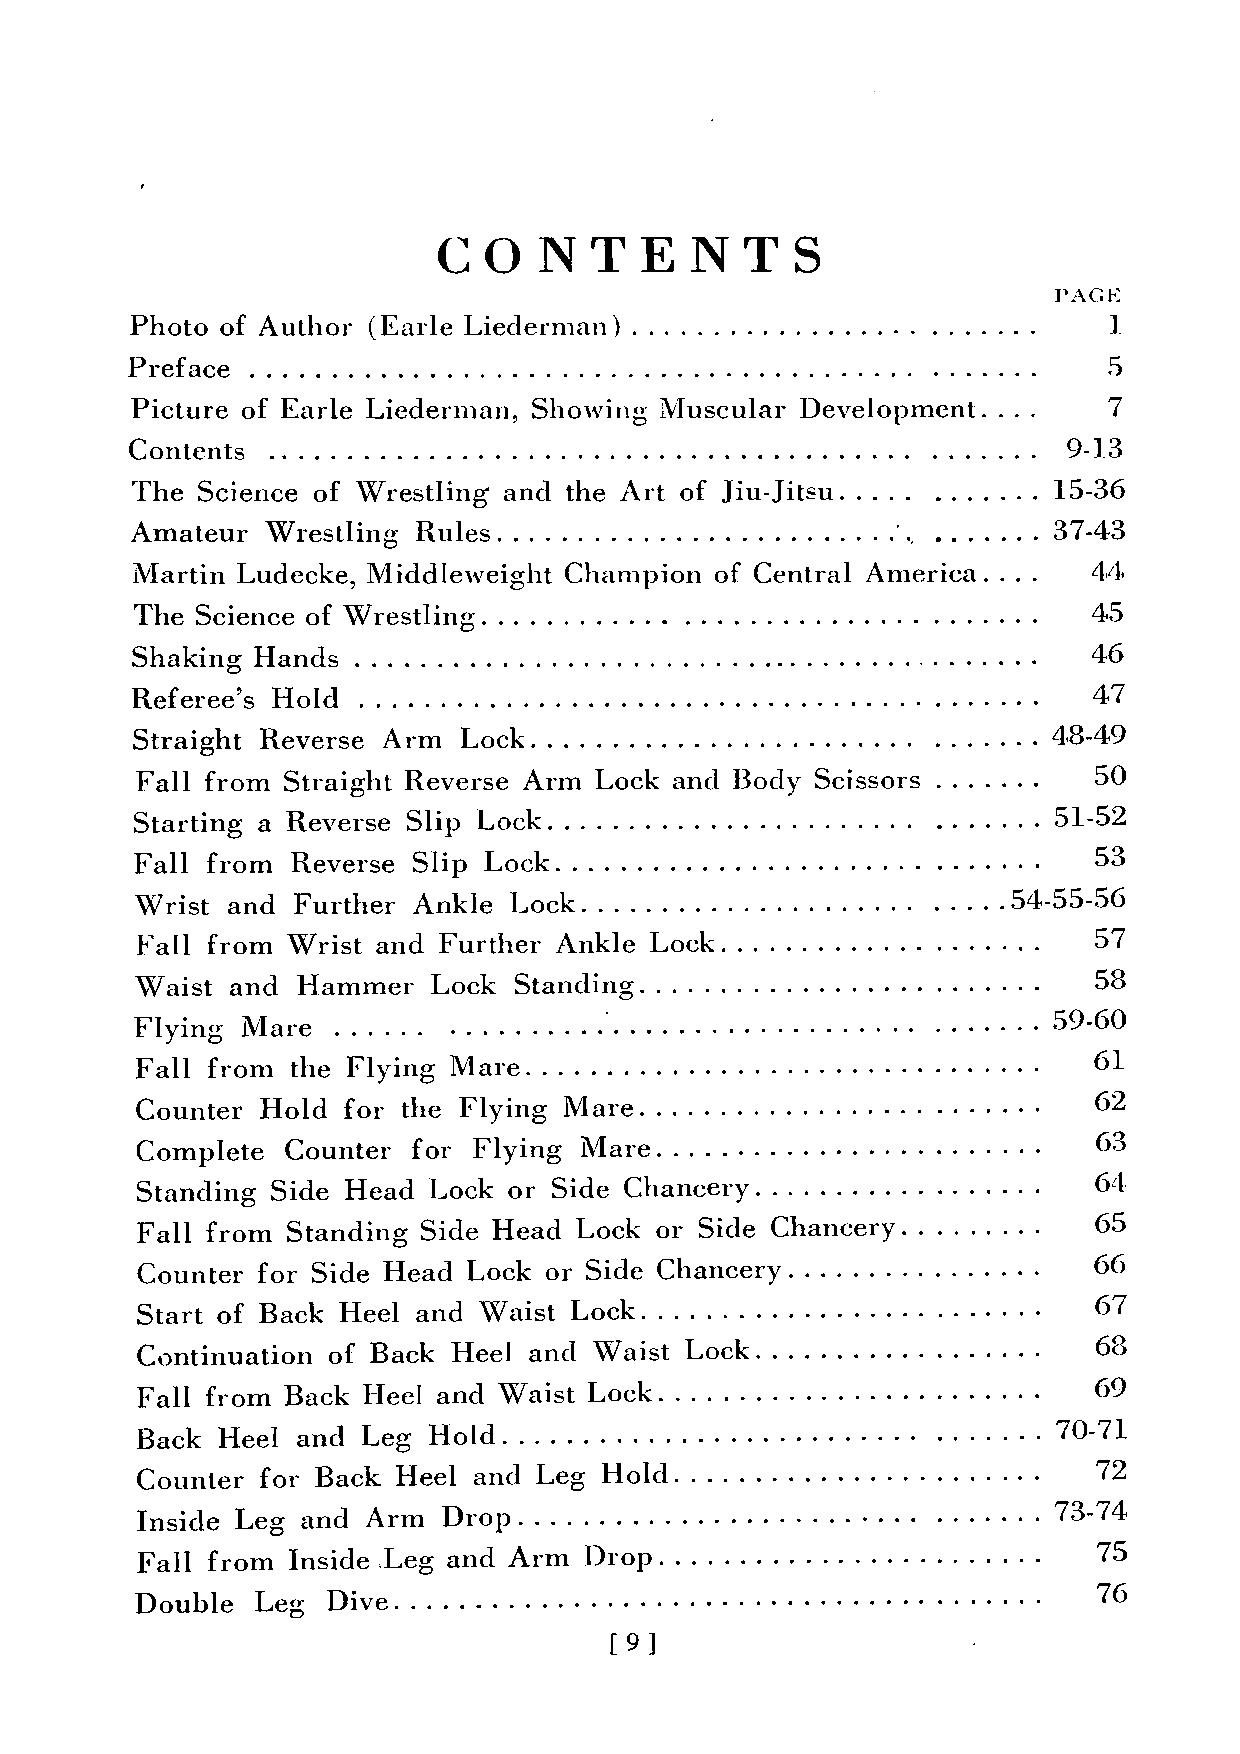 CONTENTS
PAGE
Photo of Author (Earle Liederman) . . . . . . . . . . . . . . . . . . . . . . . . . 1
Preface . . . . . . . . . . . . . . . . . . . . . . . . . . . . . . . . . . . . . . . . . . . . . . . . 5
Picture of Earle Liederman, Showing Muscular Development. . . . 7
Contents . . . . . . . . . . . . . . . . . . . . . . . . . . . . . . . . . . . . . . . . . . . . . . . 9-13
The Science of Wrestling and the Art of Jiu-Jitsu. . . . . . . . . . . . 15-36
Amateur Wrestling Rules. . . . . . . . . . . . . . . . . . . . . . . . . . . . . . . . . 37-43
Martin Ludecke, Middleweight Champion of Central America. . . . 44
The Science of Wrestling. . . . . . . . . . . . . . . . . . . . . . . . . . . . . . . . . . 45
Shaking Hands . . . . . . . . . . . . . . . . . . . . . . . . . . . . . . . . . . . . . . . . . . 46
Referee's Hold . . . . . . . . . . . . . . . . . . . . . . . . . . . . . . . . . . . . . . . . . . 47
Straight Reverse Arm Lock. . . . . . . . . . . . . . . . . . . . . . . . . . . . . . . 48-49
Fall from Straight Reverse Arm Lock and Body Scissors . . . . . . . 50
Starting a Reverse Slip Lock. . . . . . . . . . . . . . . . . . . . . . . . . . . . . . 51-52
Fall from Reverse Slip Lock. . . . . . . . . . . . . . . . . . . . . . . . . . . . . . 53
Wrist and Further Ankle Lock. . . . . . . . . . . . . . . . . . . . . . . . . .54-55-56
Fall from Wrist and Further Ankle Lock. . . . . . . . . . . . . . . . . . . . 57
Waist and Hammer Lock Standing. . . . . . . . . . . . . . . . . . . . . . . . . 58
Flying Mare . . . . . . . . . . . . . . . . . . . . . . . . . . . . . . . . . . . . . . . . . . 59-60
Fall from the Flying Mare. . . . . . . . . . . . . . . . . . . . . . . . . . . . . . . . 61
Counter Hold for the Flying Mare. . . . . . . . . . . . . . . . . . . . . . . . . 62
Complete Counter for Flying Mare. . . . . . . . . . . . . . . . . . . . . . . . 63
Standing Side Head Lock or Side Chancery. . . . . . . . . . . . . . . . . . 64
Fall from Standing Side Head Lock or Side Chancery. . . . . . . . . 65
Counter for Side Head Lock or Side Chancery. . . . . . . . . . . . . . . . 66
Start of Back Heel and Waist Lock. . . . . . . . . . . . . . . . . . . . . . . . . 67
Continuation of Back Heel and Waist Lock. . . . . . . . . . . . . . . . . . 68
Fall from Back Heel and Waist Lock. . . . . . . . . . . . . . . . . . . . . . . . 69
Back Heel and Leg Hold. . . . . . . . . . . . . . . . . . . . . . . . . . . . . . . . . 70-71
Counter for Back Heel and Leg Hold. . . . . . . . . . . . . . . . . . . . . . . 72
Inside Leg and Arm Drop. . . . . . . . . . . . . . . . . . . . . . . . . . . . . . . . 73-74
Fall from Inside Leg and Arm Drop. . . . . . . . . . . . . . . . . . . . . . . . 75
Double Leg Dive. . . . . . . . . . . . . . . . . . . . . . . . . . . . . . . . . . . . . . . . 76
[ 9 ]